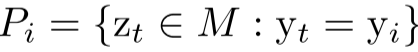 P_i = {z_t ∈ M : y_t = y_i}